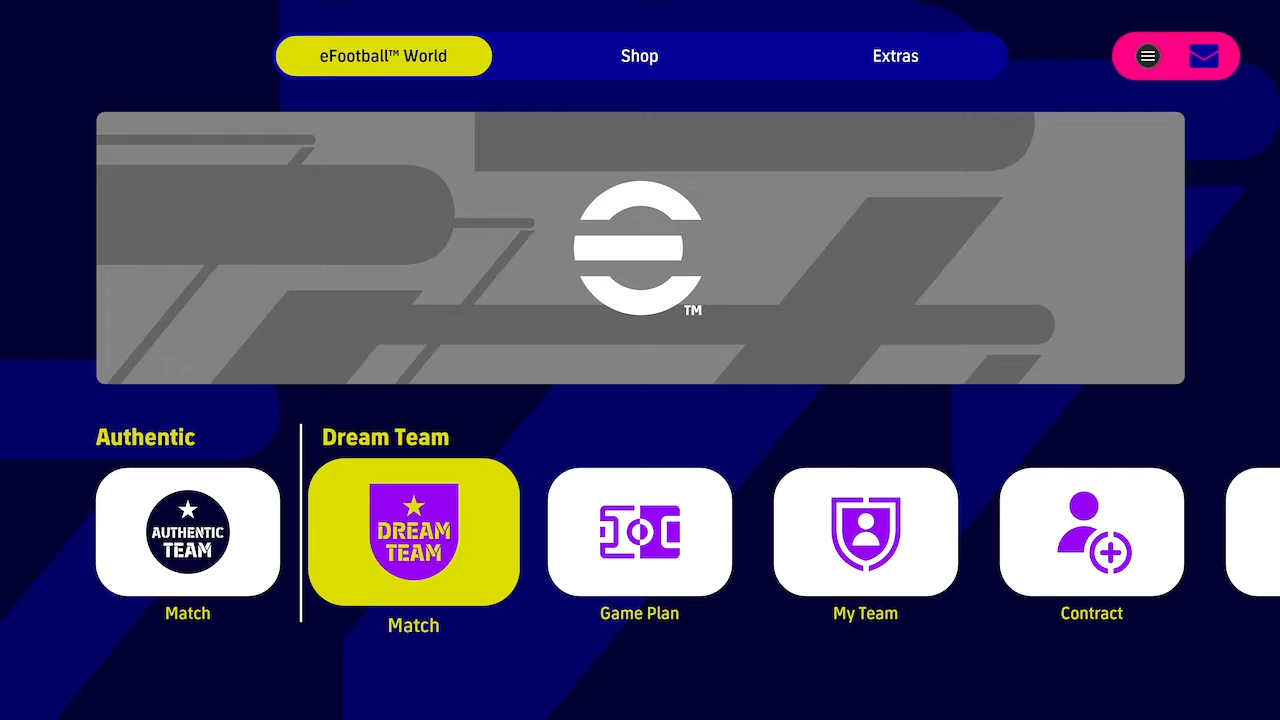 eFootball™ World
Shop
Extras
TM
Authentic
Dream Team
AUTHENTIC
TEAM
DREAM
TEAM
Match
Match
Game Plan
My Team
Contract